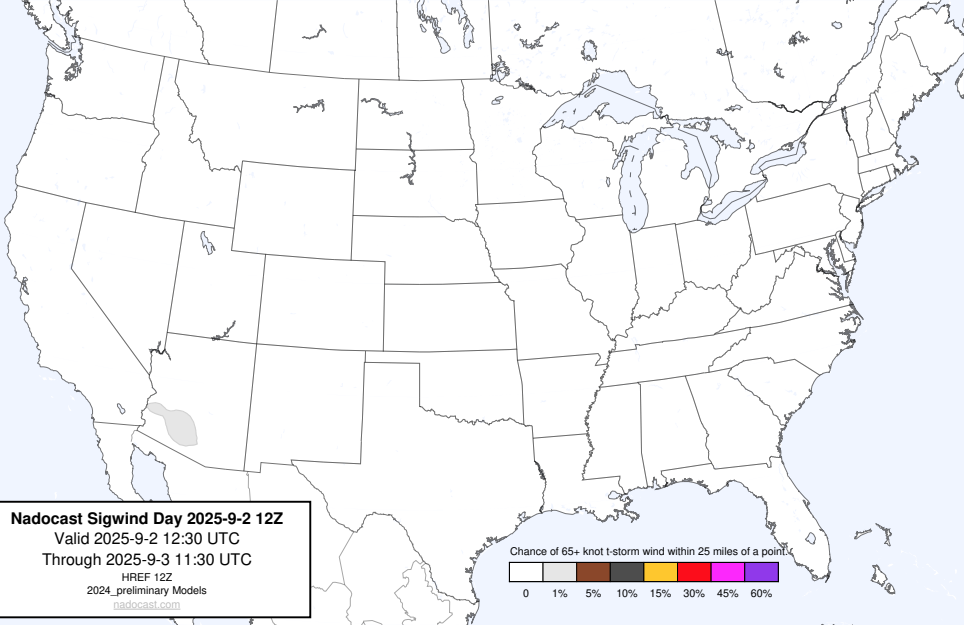 Nadocast Sigwind Day 2025-9-2 12Z
Valid 2025-9-2 12:30 UTC
Through 2025-9-3 11:30 UTC
HREF 12Z
2024_preliminary Models
nadocast.com
Chance of 65+ knot t-storm wind within 25 miles of a point.
0 1% 5% 10% 15% 30% 45% 60%